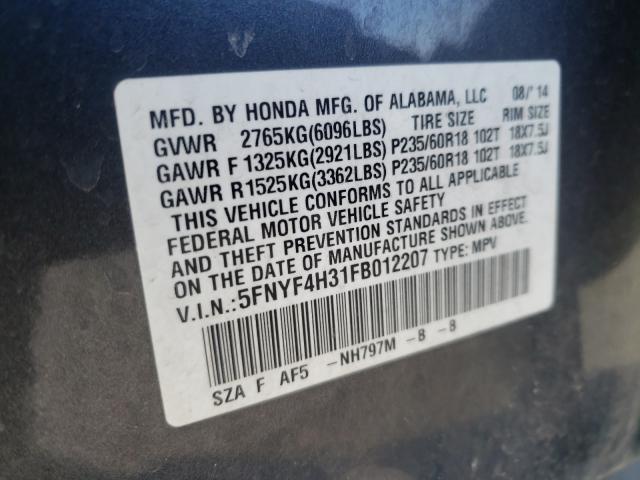 MFD. BY HONDA MFG. OF ALABAMA, LLC 08/'14
GVWR 2765KG(6096LBS) TIRE SIZE RIM SIZE
GAWR F 1325KG(2921LBS) P235/60R18 102T 18X7.5J
GAWR R1525KG(3362LBS) P235/60R18 102T 18X7.5J
THIS VEHICLE CONFORMS TO ALL APPLICABLE
FEDERAL MOTOR VEHICLE SAFETY
AND THEFT PREVENTION STANDARDS IN EFFECT
ON THE DATE OF MANUFACTURE SHOWN ABOVE.
V.I.N.:5FNYF4H31FB012207 TYPE: MPV
SZA F AF5 -NH797M -B -B